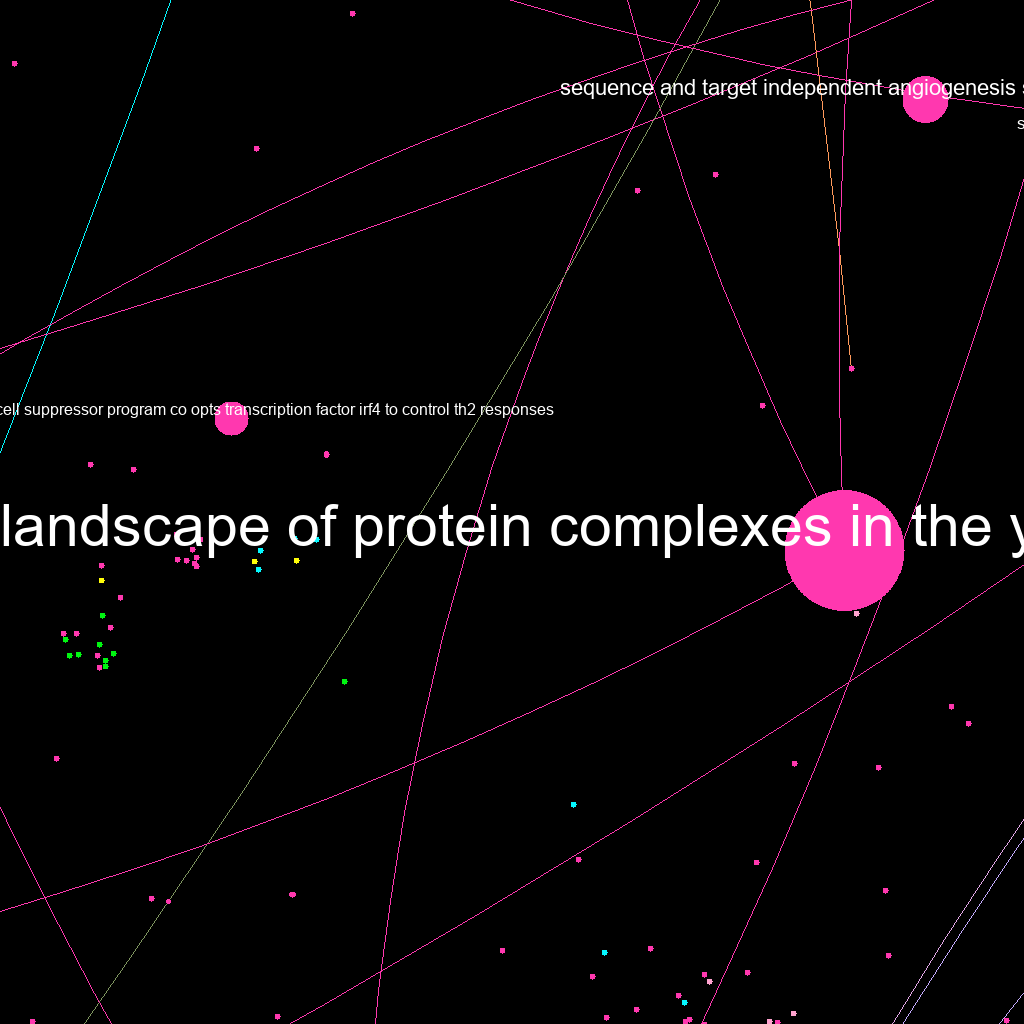 sequence and target independent angiogenesis s
s
cell suppressor program co opts transcription factor irf4 to control th2 responses
landscape of protein complexes in the y